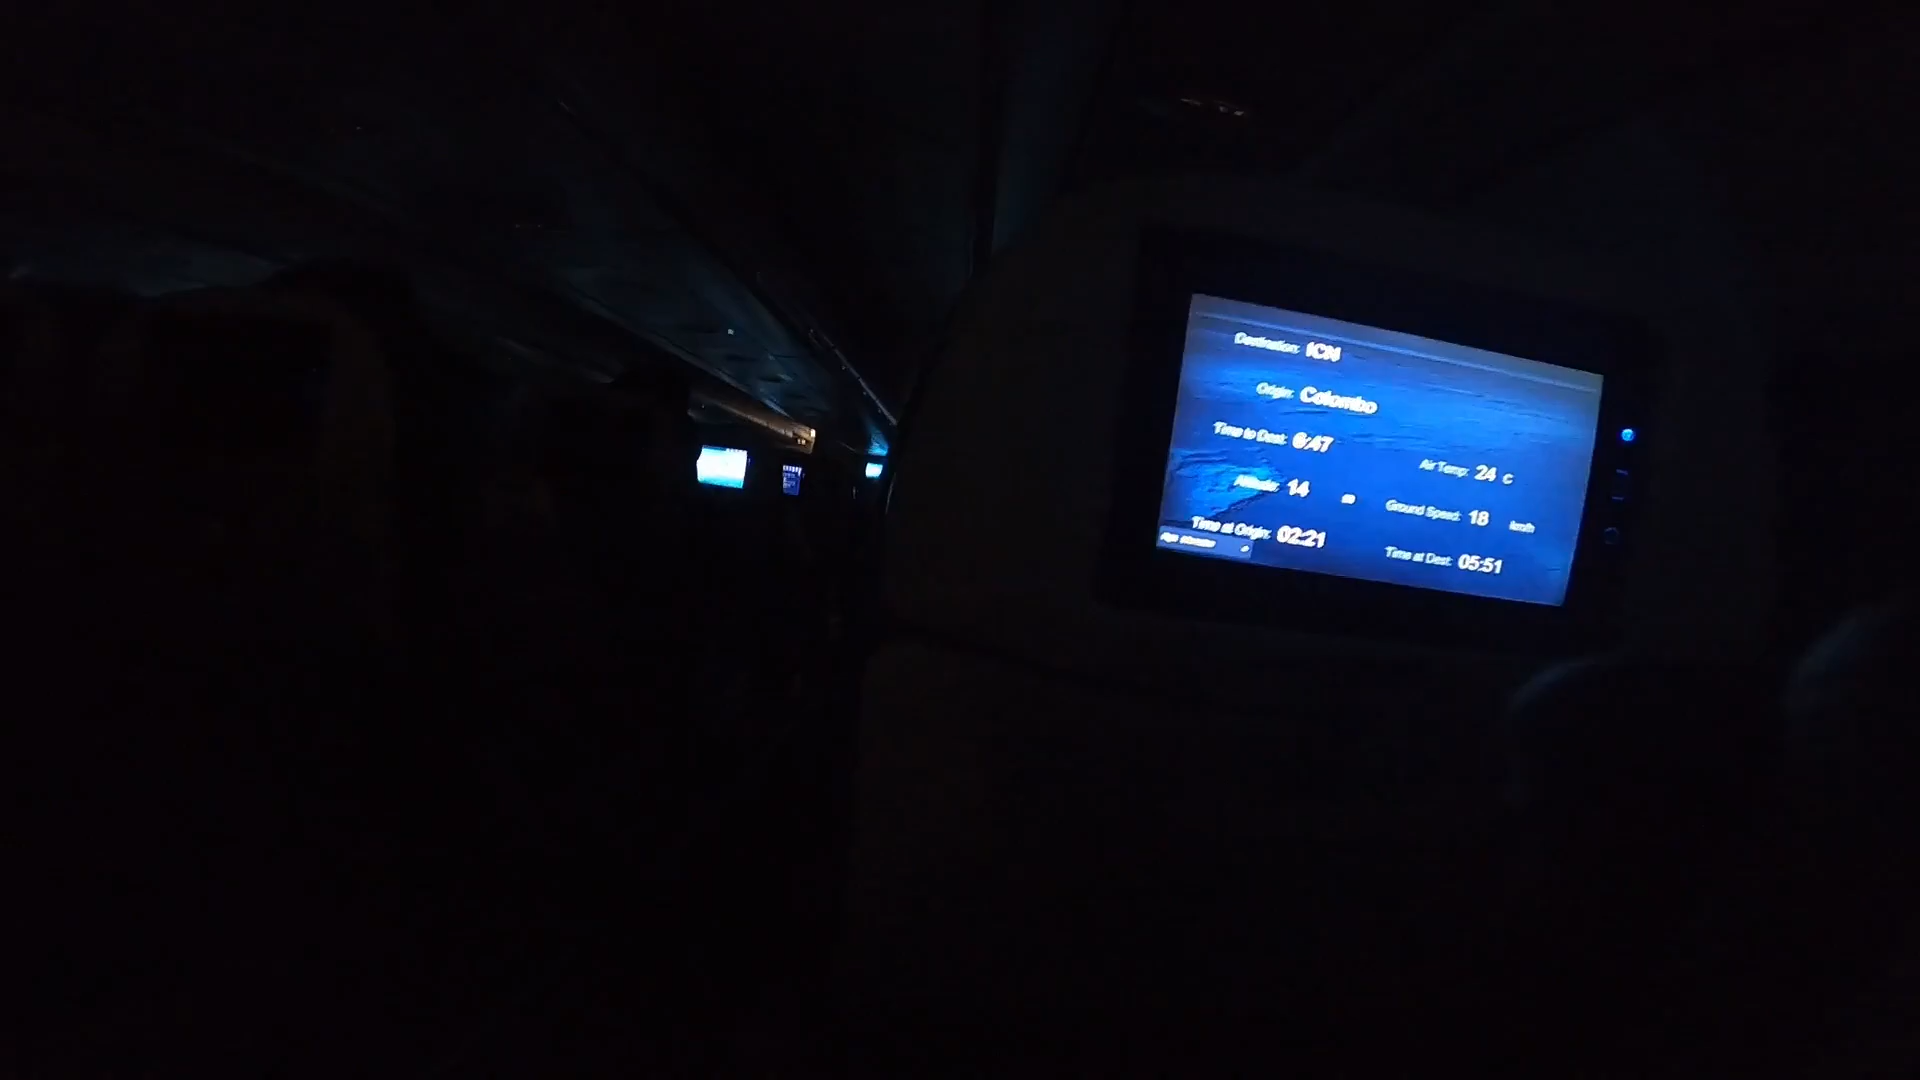 Destination: ICN
Origin: Colombo
Time to Dest: 6:47
Air Temp: 24 C
Altitude: 14 m
Ground Speed: 18 km/h
Time at Origin: 02:21
Time at Dest: 05:51